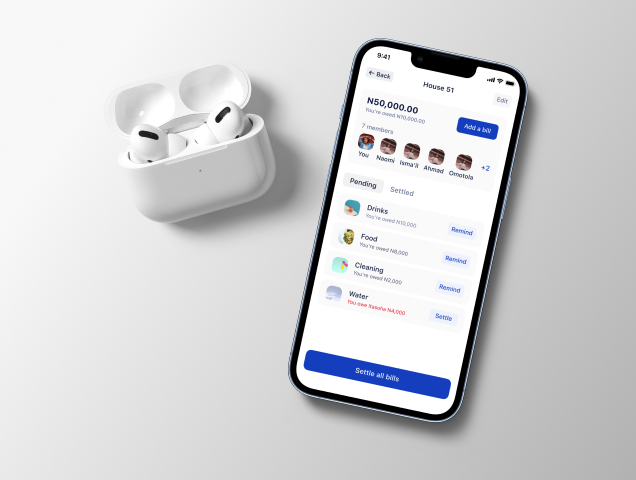 9:41
← Back
House 51
Edit
N50,000.00
You're owed N10,000.00
Add a bill
7 members
You
Naomi
Isma'il
Ahmad
Omotola
+2
Pending
Settled
Drinks
You're owed N10,000
Remind
Food
You're owed N8,000
Remind
Cleaning
You're owed N2,000
Remind
Water
You owe Itasoha N4,000
Settle
Settle all bills